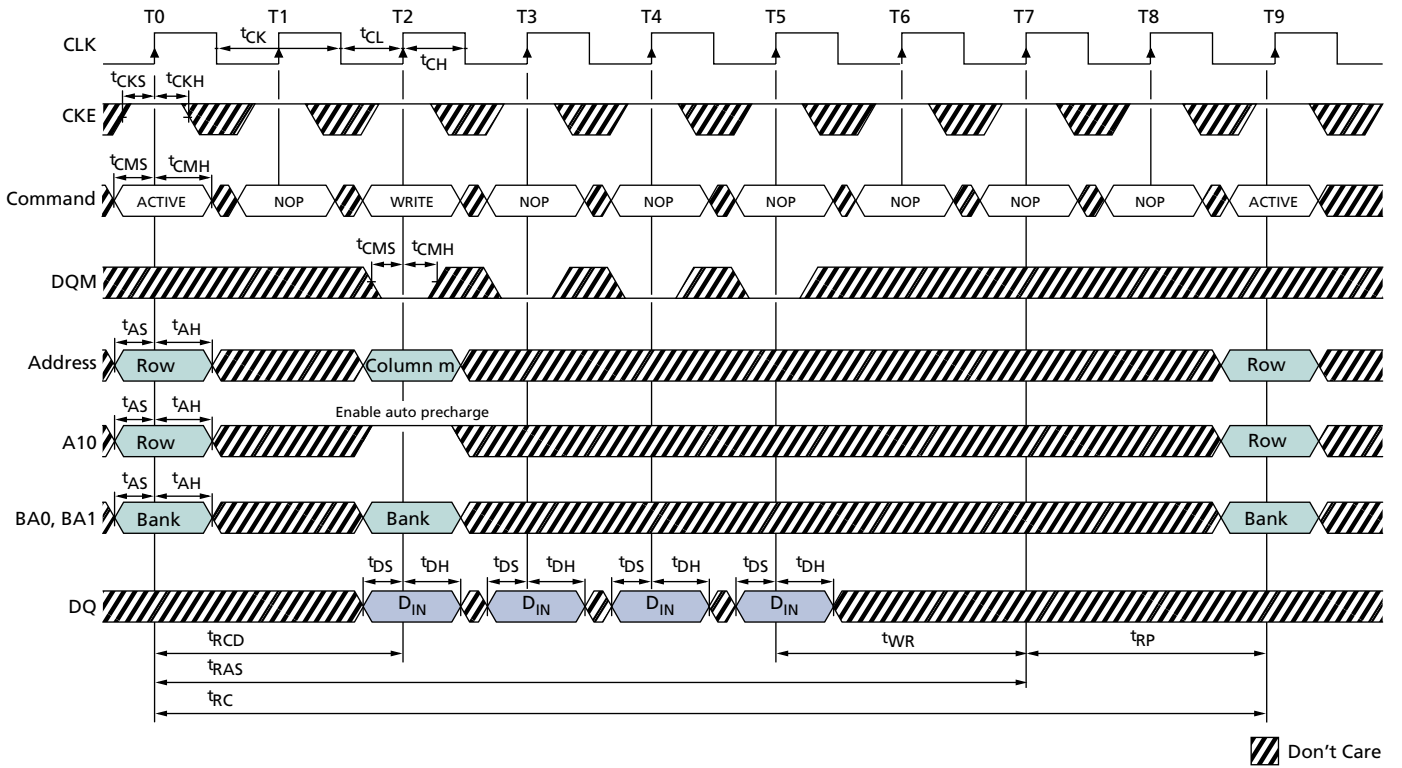 T0 T1 T2 T3 T4 T5 T6 T7 T8 T9
CLK
tCK tCL
tCH
tCKS tCKH
CKE
tCMS tCMH
Command ACTIVE NOP WRITE NOP NOP NOP NOP NOP NOP ACTIVE
tCMS tCMH
DQM
tAS tAH
Address Row Column m Row
tAS tAH
Enable auto precharge
A10 Row Row
tAS tAH
BA0, BA1 Bank Bank Bank
tDS tDH tDS tDH tDS tDH tDS tDH
DQ DIN DIN DIN DIN
tRCD tWR tRP
tRAS
tRC
Don't Care